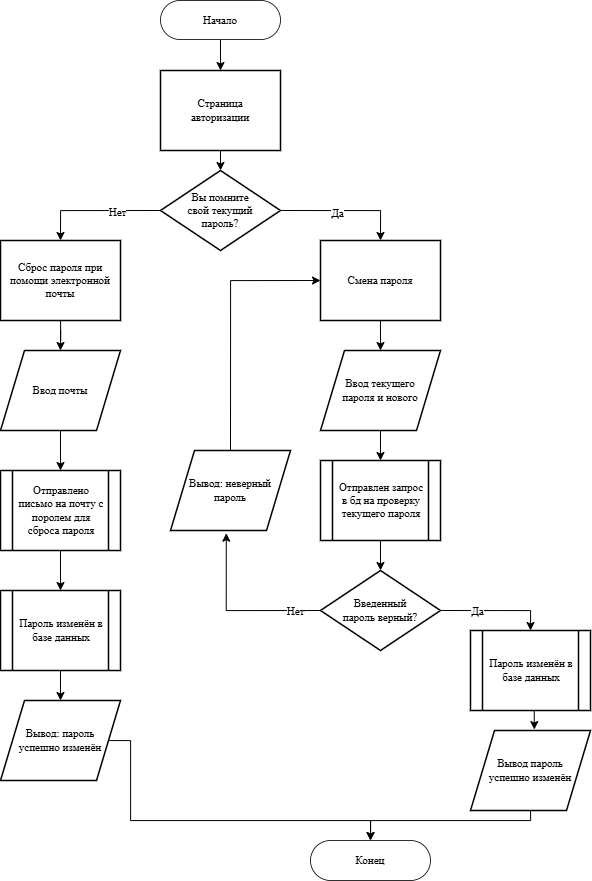 Начало
Страница
авторизации
Вы помните
свой текущий
пароль?
Нет
Да
Сброс пароля при
помощи электронной
почты
Смена пароля
Ввод почты
Ввод текущего
пароля и нового
Вывод: неверный
пароль
Отправлено
письмо на почту с
поролем для
сброса пароля
Отправлен запрос
в бд на проверку
текущего пароля
Пароль изменён в
базе данных
Введенный
пароль верный?
Нет
Да
Пароль изменён в
базе данных
Вывод: пароль
успешно изменён
Вывод пароль
успешно изменён
Конец